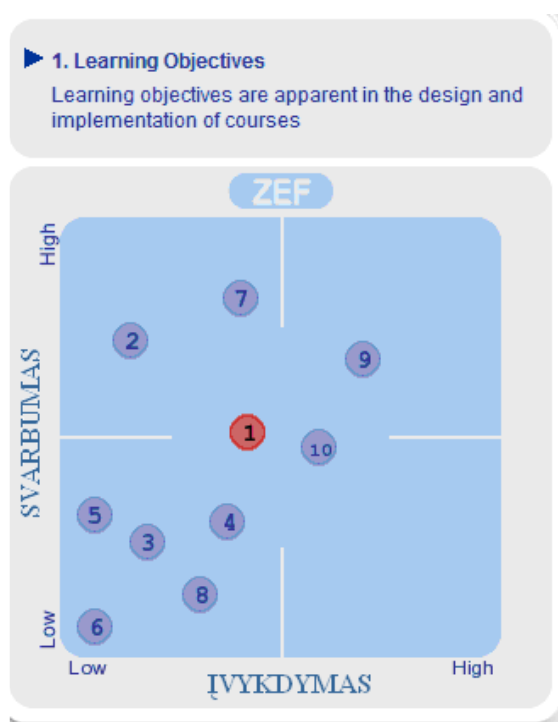 1. Learning Objectives
Learning objectives are apparent in the design and
implementation of courses
ZEF
High
7
2
9
SVARBUMAS
1
10
5
4
3
8
6
Low
Low
High
ĮVYKDYMAS